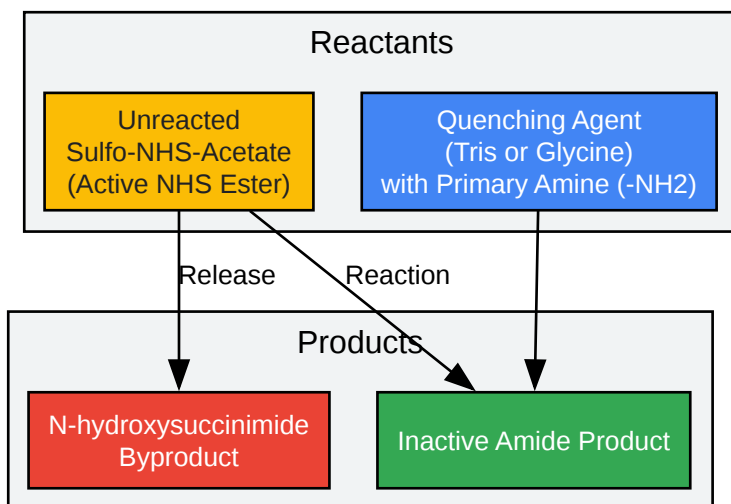 Reactants
Unreacted
Sulfo-NHS-Acetate
(Active NHS Ester)
Quenching Agent
(Tris or Glycine)
with Primary Amine (-NH2)
Release
Reaction
Products
N-hydroxysuccinimide
Byproduct
Inactive Amide Product